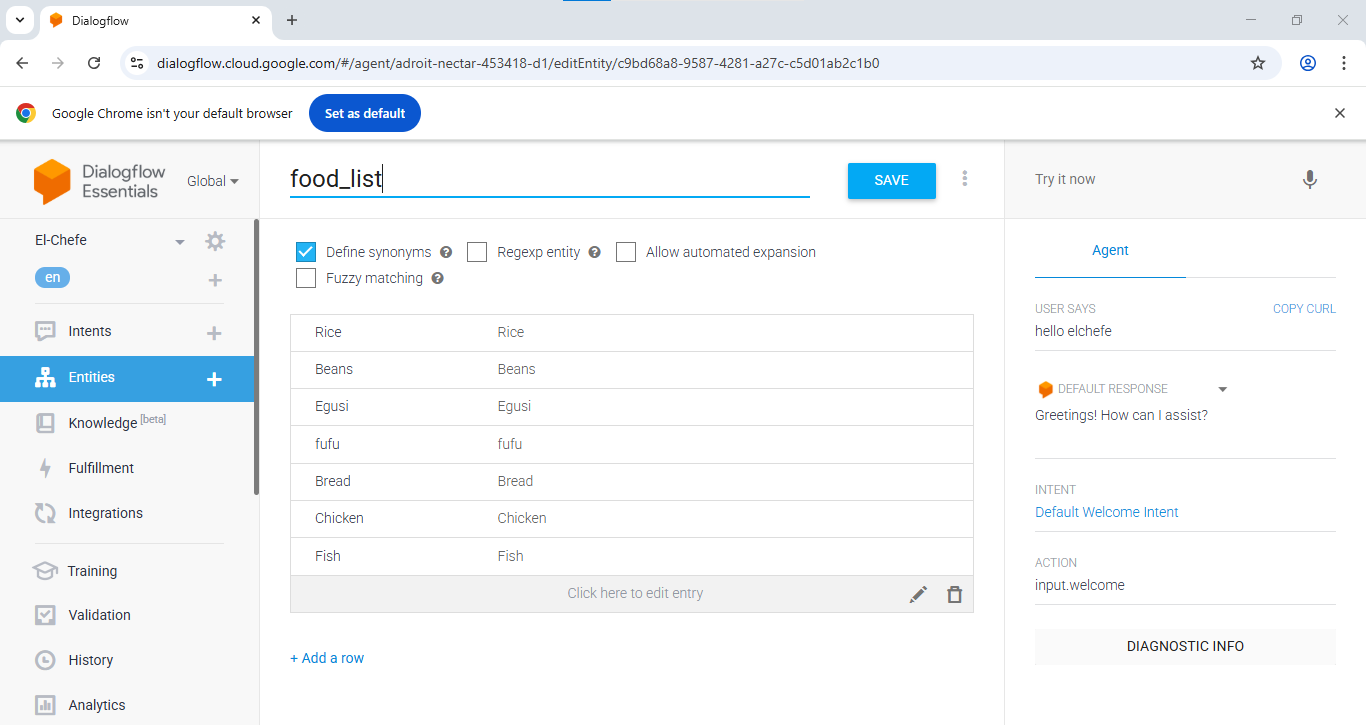 Dialogflow
dialogflow.cloud.google.com/#/agent/adroit-nectar-453418-d1/editEntity/c9bd68a8-9587-4281-a27c-c5d01ab2c1b0
Google Chrome isn't your default browser
Set as default
Dialogflow
Essentials
Global
El-Chefe
en
Intents
Entities
Knowledge [beta]
Fulfillment
Integrations
Training
Validation
History
Analytics
food_list
SAVE
Define synonyms
Regexp entity
Allow automated expansion
Fuzzy matching
Rice Rice
Beans Beans
Egusi Egusi
fufu fufu
Bread Bread
Chicken Chicken
Fish Fish
Click here to edit entry
+ Add a row
Try it now
Agent
USER SAYS COPY CURL
hello elchefe
DEFAULT RESPONSE
Greetings! How can I assist?
INTENT
Default Welcome Intent
ACTION
input.welcome
DIAGNOSTIC INFO